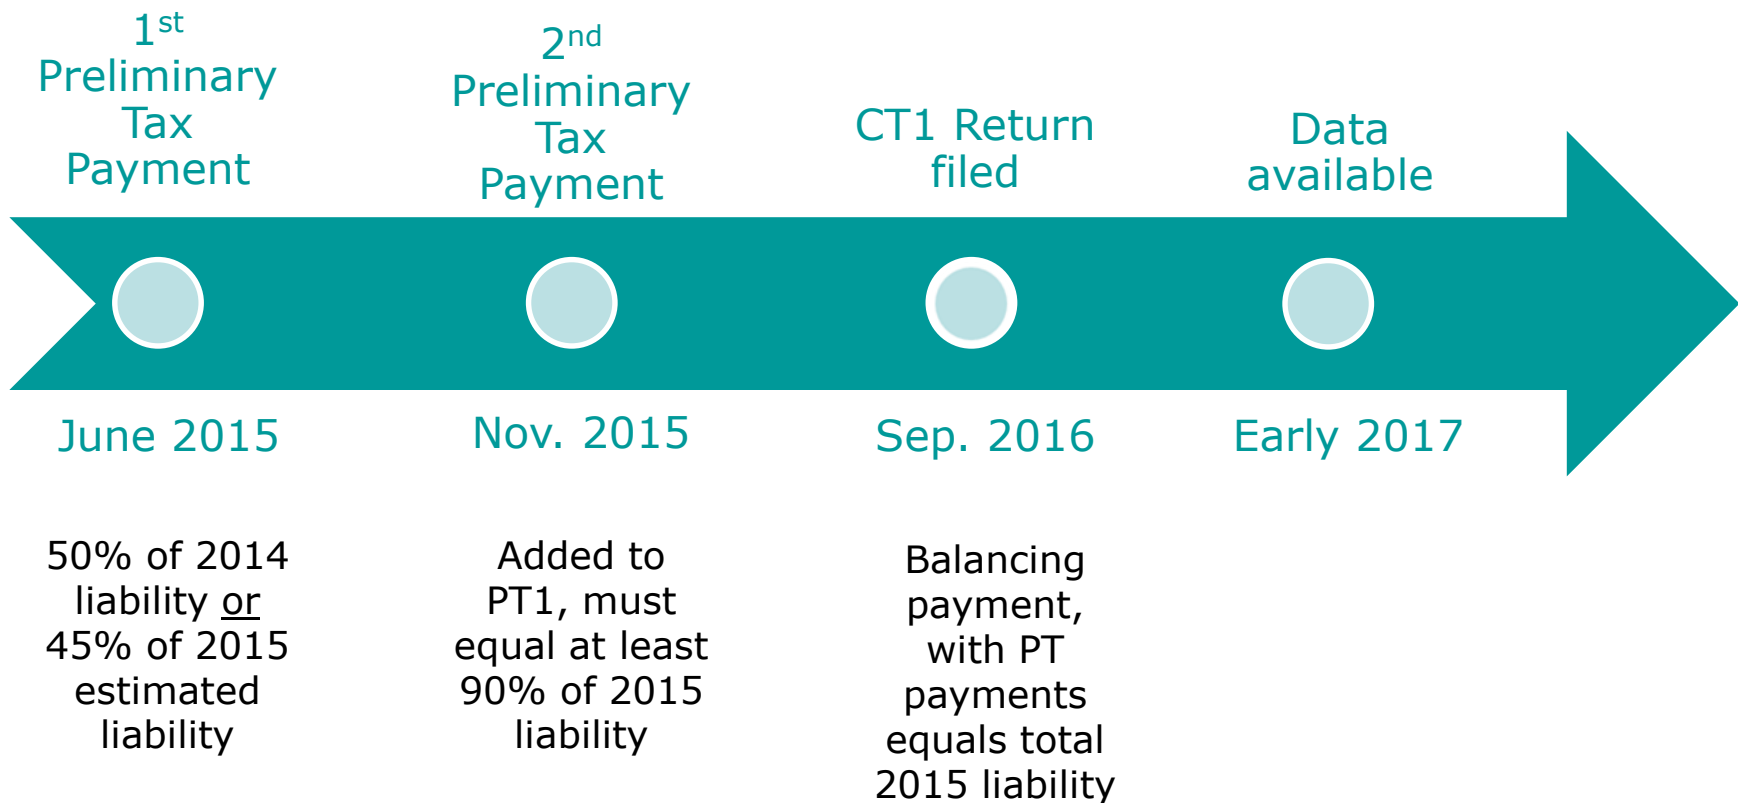 1st
Preliminary
Tax
Payment
2nd
Preliminary
Tax
Payment
CT1 Return
filed
Data
available
June 2015
Nov. 2015
Sep. 2016
Early 2017
50% of 2014
liability or
45% of 2015
estimated
liability
Added to
PT1, must
equal at least
90% of 2015
liability
Balancing
payment,
with PT
payments
equals total
2015 liability